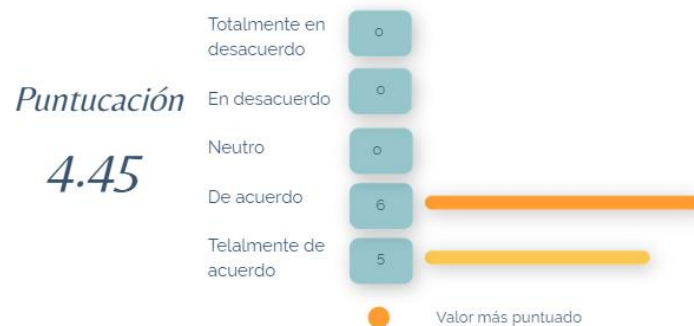 Totalmente en
desacuerdo
0
Puntucación
4.45
En desacuerdo
0
Neutro
0
De acuerdo
6
Telalmente de
acuerdo
5
Valor más puntuado